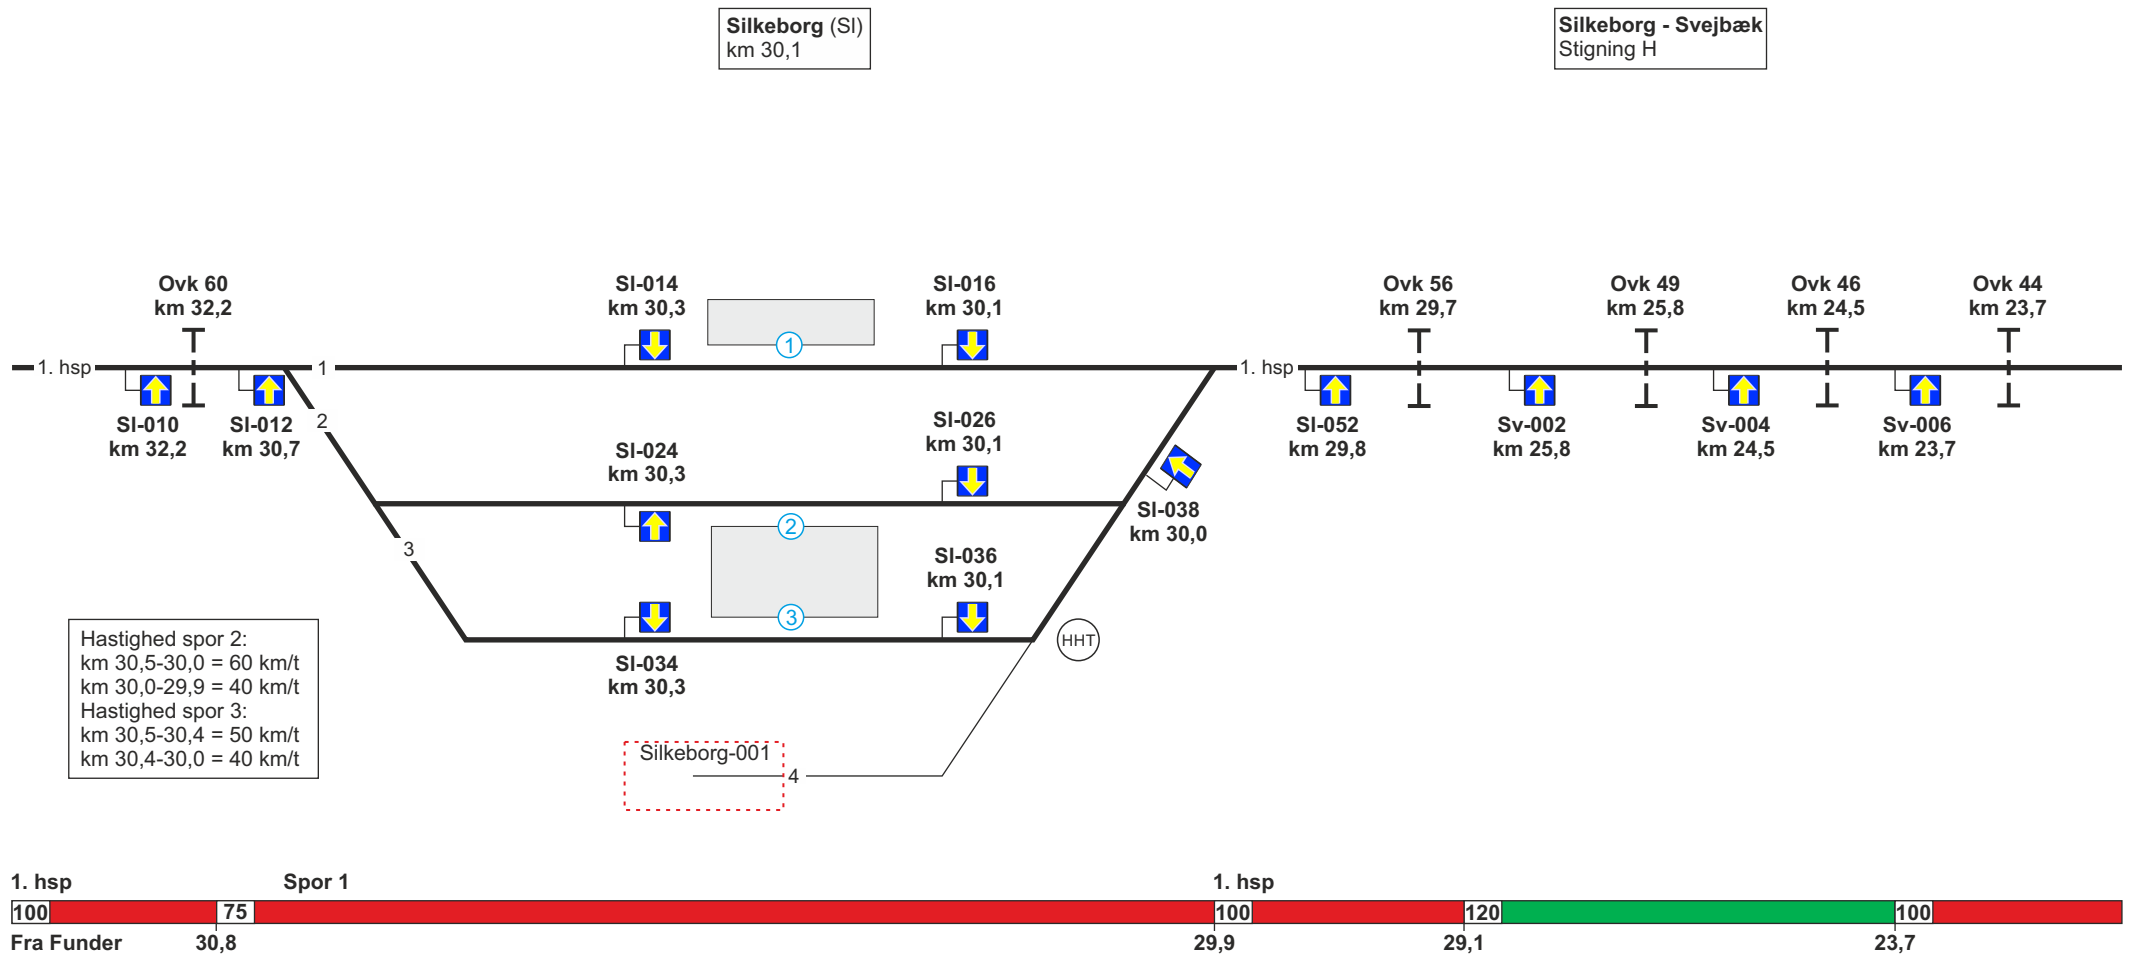 Silkeborg (Sl)
km 30,1
Silkeborg - Svejbæk
Stigning H
Ovk 60
km 32,2
Sl-014
km 30,3
Sl-016
km 30,1
Ovk 56
km 29,7
Ovk 49
km 25,8
Ovk 46
km 24,5
Ovk 44
km 23,7
1
1. hsp
1
1. hsp
Sl-010
km 32,2
Sl-012
km 30,7
2
Sl-024
km 30,3
Sl-026
km 30,1
Sl-052
km 29,8
Sv-002
km 25,8
Sv-004
km 24,5
Sv-006
km 23,7
Sl-038
km 30,0
2
3
Sl-036
km 30,1
3
HHT
Sl-034
km 30,3
Hastighed spor 2:
km 30,5-30,0 = 60 km/t
km 30,0-29,9 = 40 km/t
Hastighed spor 3:
km 30,5-30,4 = 50 km/t
km 30,4-30,0 = 40 km/t
Silkeborg-001
4
1. hsp
Spor 1
1. hsp
100
75
100
120
100
Fra Funder
30,8
29,9
29,1
23,7